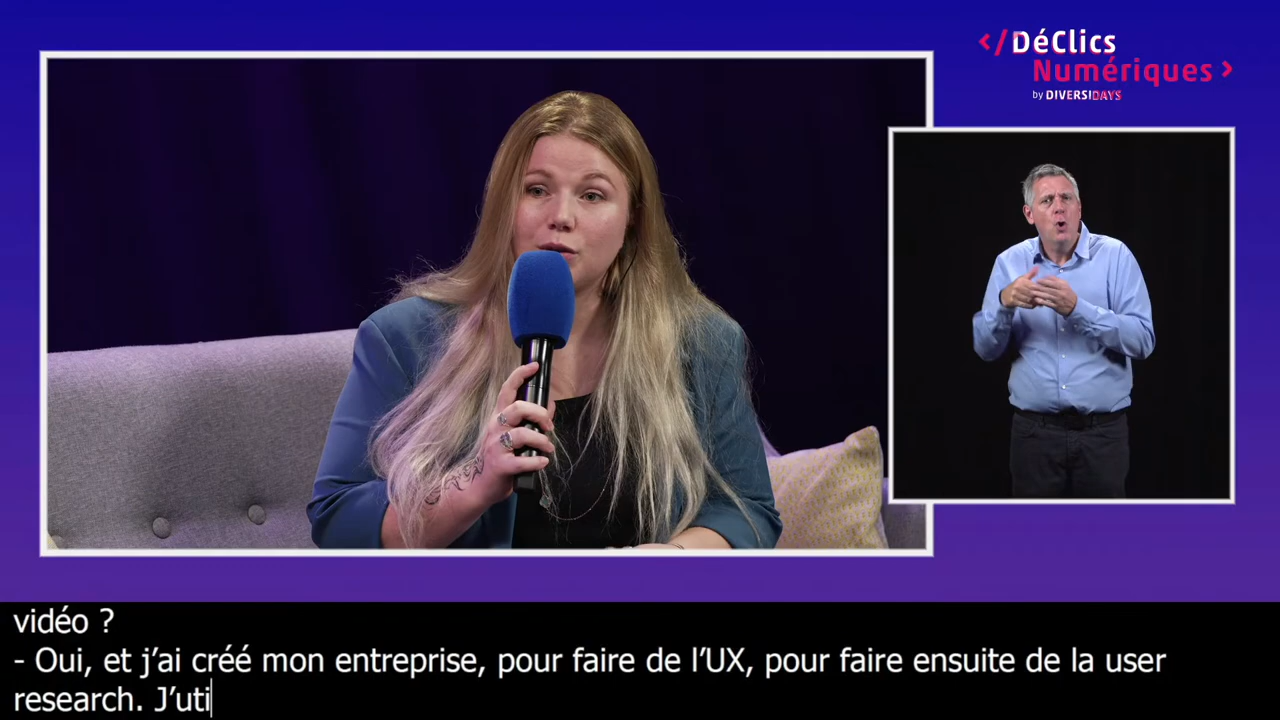 </DéClics
Numériques>
by DIVERSIDAYS
vidéo ?
- Oui, et j’ai créé mon entreprise, pour faire de l’UX, pour faire ensuite de la user
research. J’uti